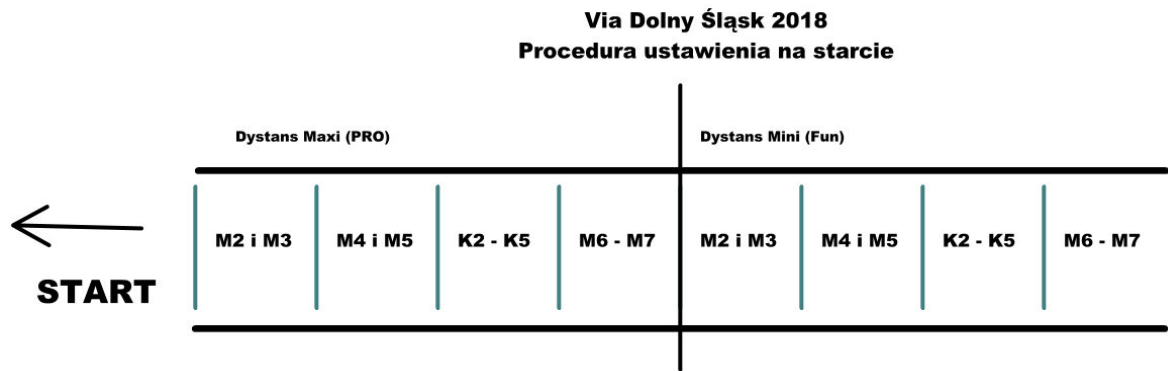 Via Dolny Śląsk 2018
Procedura ustawienia na starcie
Dystans Maxi (PRO)
Dystans Mini (Fun)
M2 i M3
M4 i M5
K2 - K5
M6 - M7
M2 i M3
M4 i M5
K2 - K5
M6 - M7
START